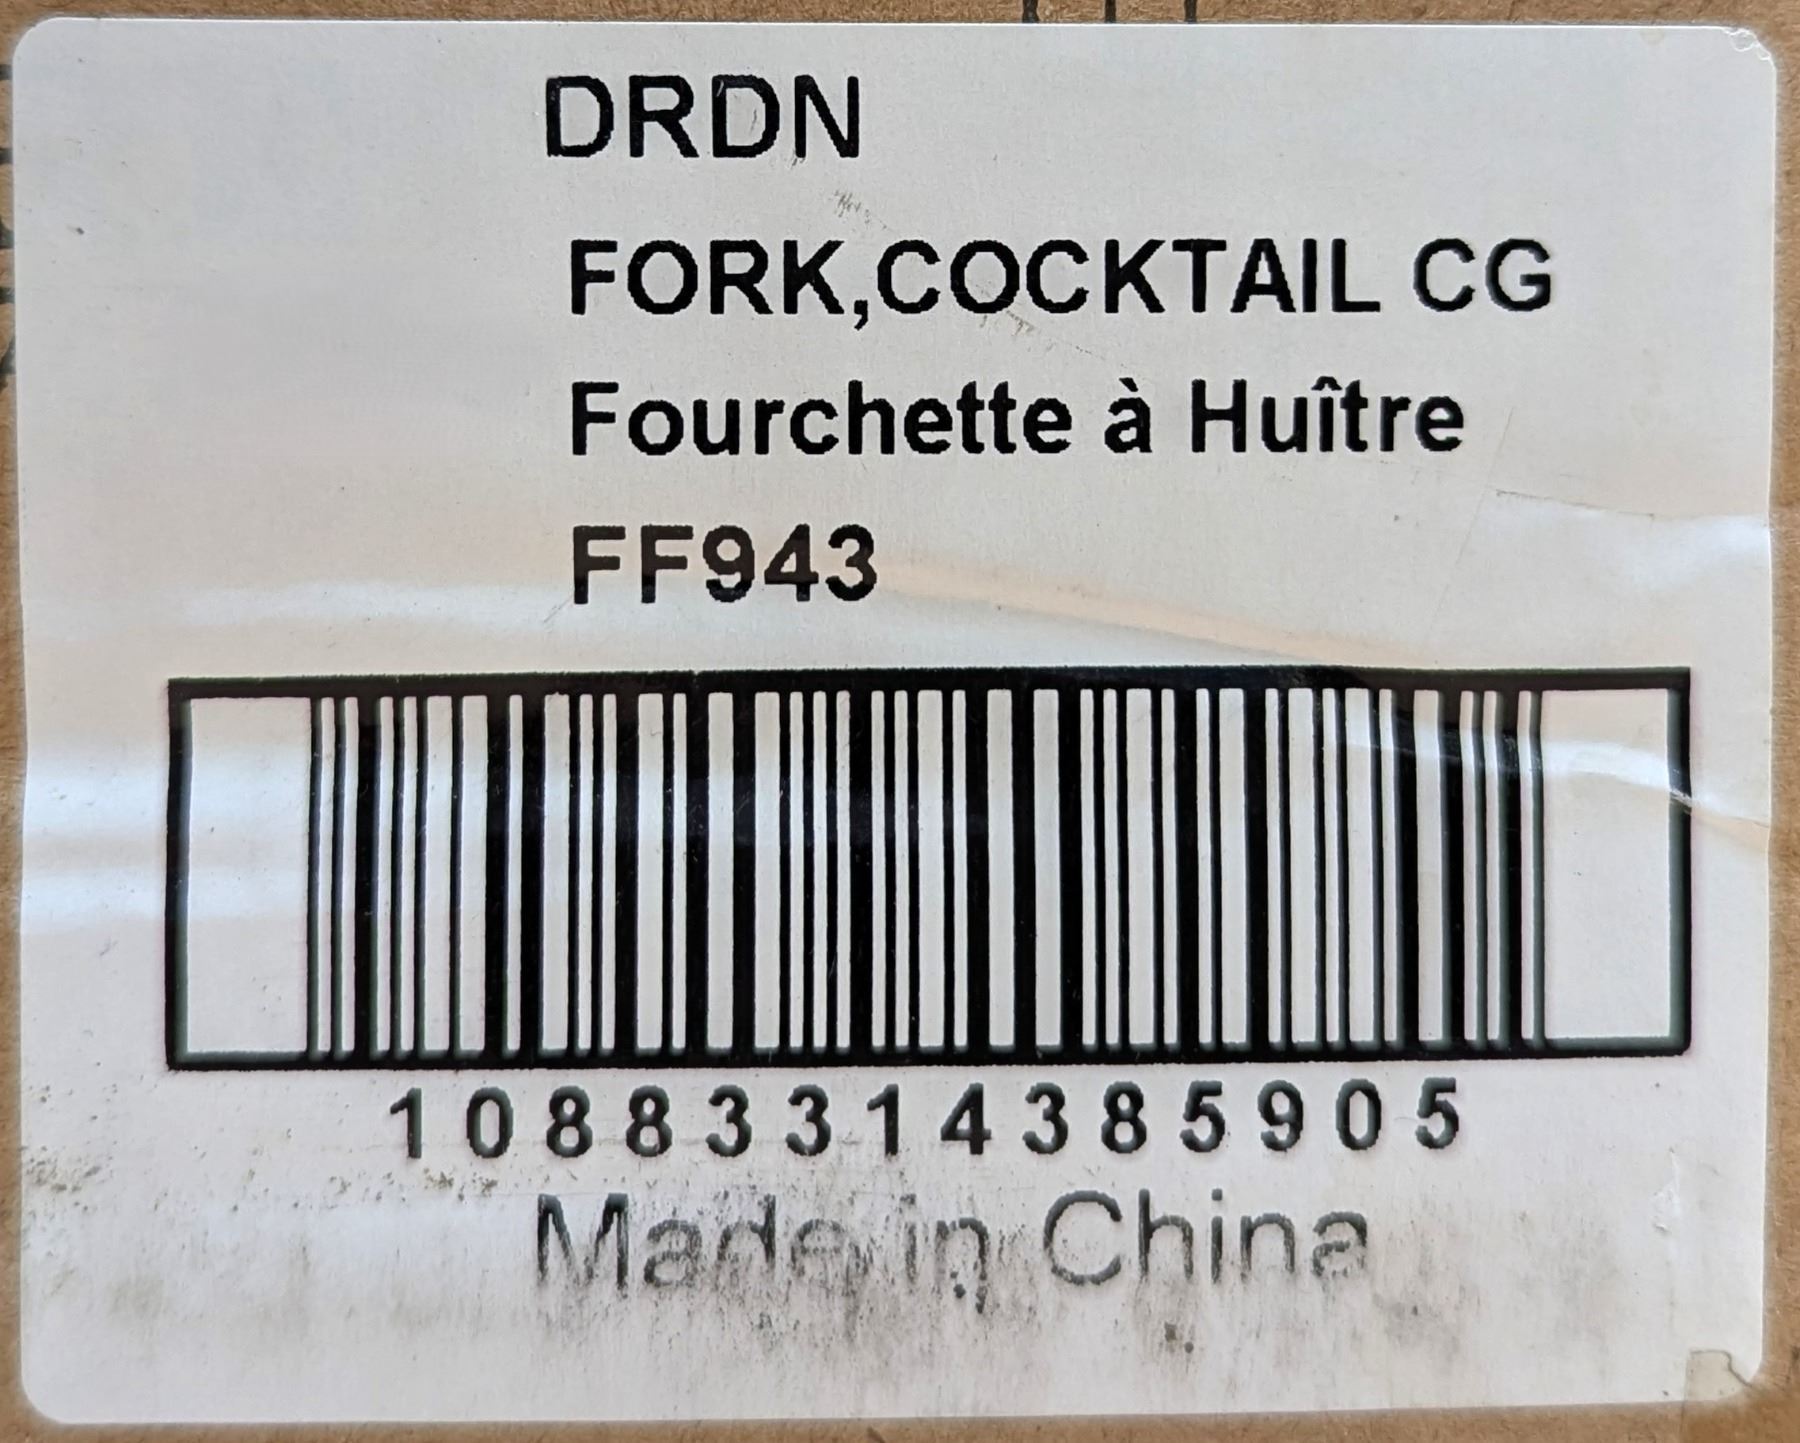 DRDN
FORK,COCKTAIL CG
Fourchette à Huître
FF943
10883314385905
Made in China